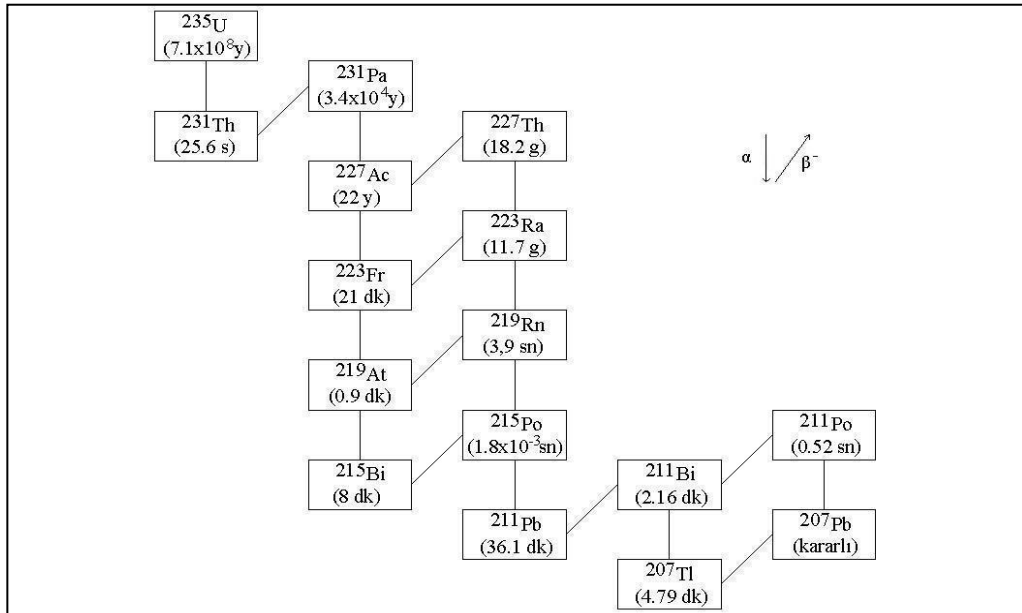 ²³⁵U
(7.1x10⁸y)
²³¹Pa
(3.4x10⁴y)
²³¹Th
(25.6 s)
²²⁷Th
(18.2 g)
α
β⁻
²²⁷Ac
(22 y)
²²³Ra
(11.7 g)
²²³Fr
(21 dk)
²¹⁹Rn
(3,9 sn)
²¹⁹At
(0.9 dk)
²¹⁵Po
(1.8x10⁻³sn)
²¹¹Po
(0.52 sn)
²¹⁵Bi
(8 dk)
²¹¹Bi
(2.16 dk)
²¹¹Pb
(36.1 dk)
²⁰⁷Pb
(kararlı)
²⁰⁷Tl
(4.79 dk)